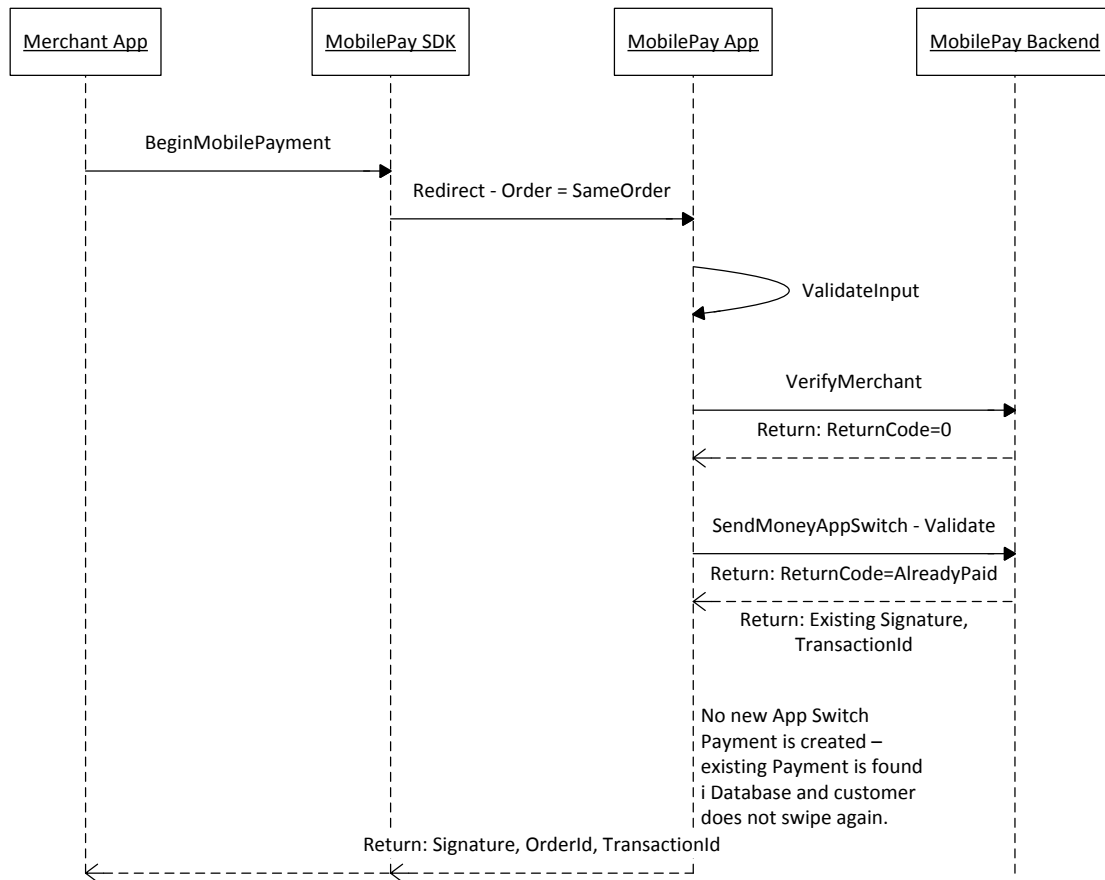 Merchant App
MobilePay SDK
MobilePay App
MobilePay Backend
BeginMobilePayment
Redirect - Order = SameOrder
ValidateInput
VerifyMerchant
Return: ReturnCode=0
SendMoneyAppSwitch - Validate
Return: ReturnCode=AlreadyPaid
Return: Existing Signature,
TransactionId
No new App Switch
Payment is created –
existing Payment is found
i Database and customer
does not swipe again.
Return: Signature, OrderId, TransactionId